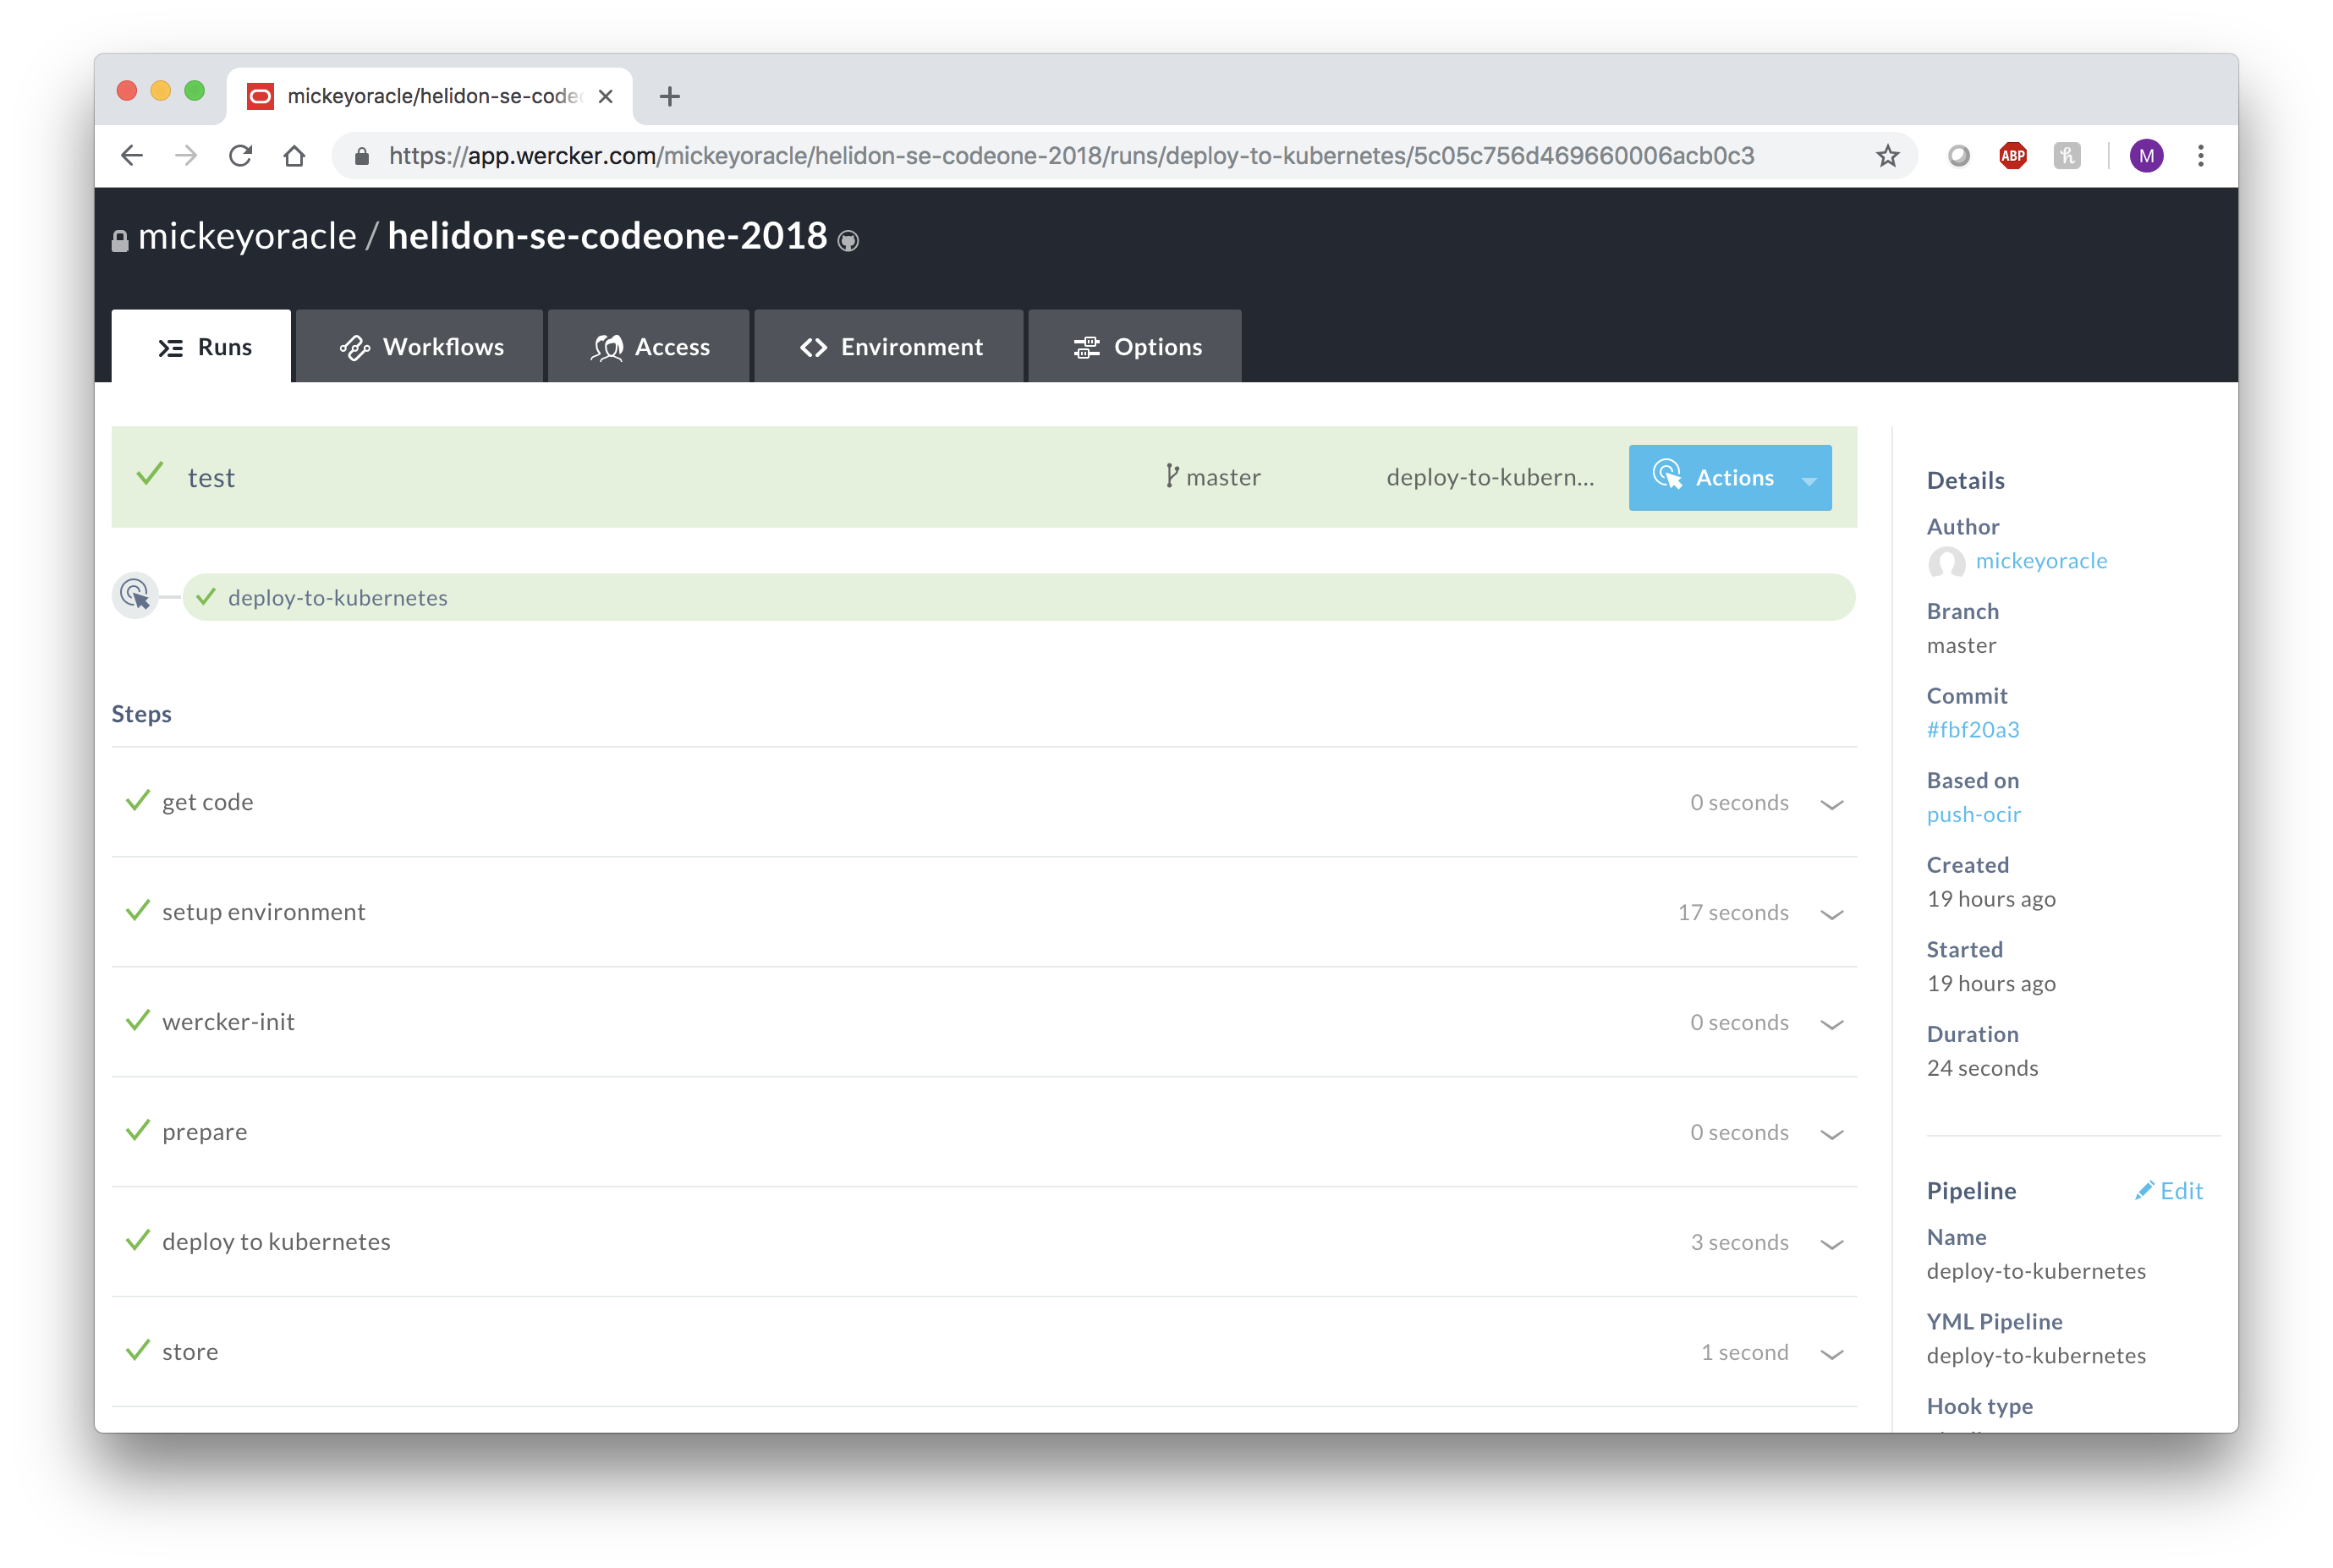 mickeyoracle/helidon-se-codeo
https://app.wercker.com/mickeyoracle/helidon-se-codeone-2018/runs/deploy-to-kubernetes/5c05c756d469660006acb0c3
ABP
h
M
mickeyoracle / helidon-se-codeone-2018
Runs
Workflows
Access
Environment
Options
test
master
deploy-to-kubern...
Actions
deploy-to-kubernetes
Steps
get code
0 seconds
setup environment
17 seconds
wercker-init
0 seconds
prepare
0 seconds
deploy to kubernetes
3 seconds
store
1 second
Details
Author
mickeyoracle
Branch
master
Commit
#fbf20a3
Based on
push-ocir
Created
19 hours ago
Started
19 hours ago
Duration
24 seconds
Pipeline
Edit
Name
deploy-to-kubernetes
YML Pipeline
deploy-to-kubernetes
Hook type